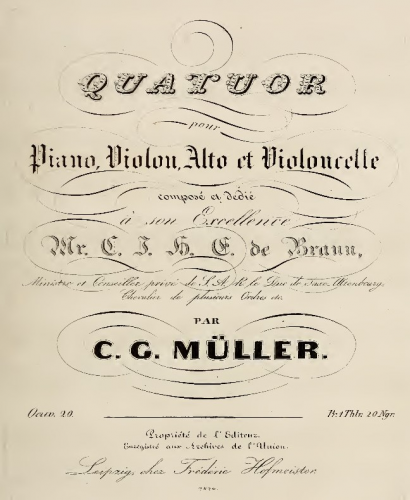 QUATUOR
pour
Piano, Violon, Alto et Violoncelle
composé et dédié
à son Excellence
Mr. C. J. H. E. de Braun,
Ministre et Conseiller privé de S. A. R. le Duc de Saxe Altenbourg,
Chevalier de plusieurs Ordres etc.
PAR
C. G. MÜLLER.
Oeuv. 20.
Pr. 1 Thlr. 20 Ngr.
Propriété de l'Editeur.
Enregistré aux Archives de l'Union.
Leipzig, chez Fréderic Hofmeister.